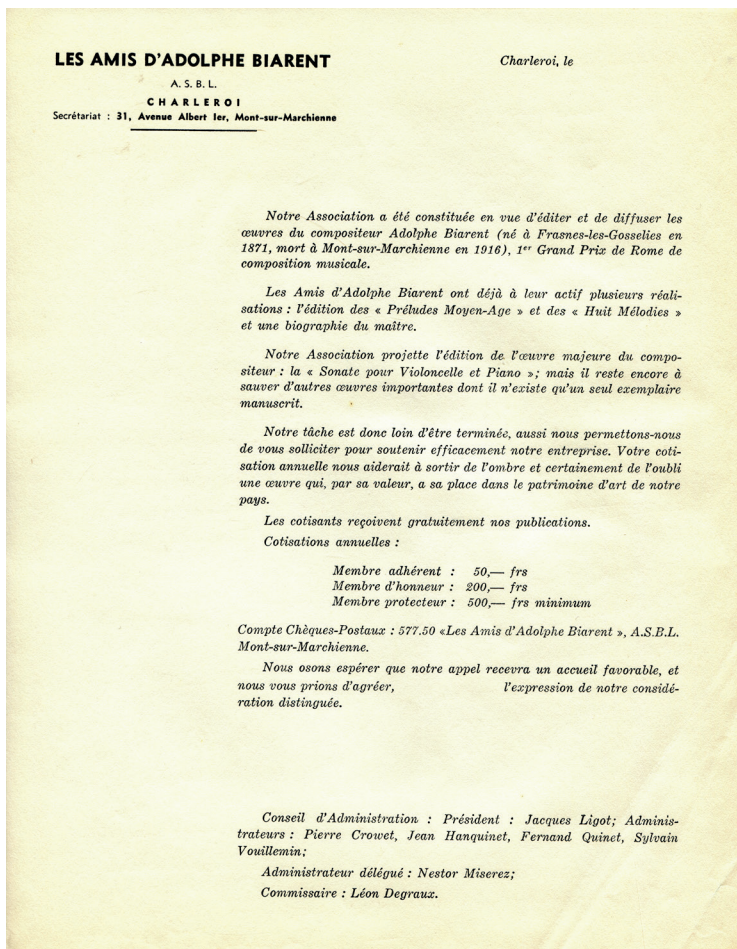 LES AMIS D'ADOLPHE BIARENT
A. S. B. L.
CHARLEROI
Secrétariat : 31, Avenue Albert Ier, Mont-sur-Marchienne
Charleroi, le
Notre Association a été constituée en vue d'éditer et de diffuser les
œuvres du compositeur Adolphe Biarent (né à Frasnes-les-Gosselies en
1871, mort à Mont-sur-Marchienne en 1916), 1er Grand Prix de Rome de
composition musicale.
Les Amis d'Adolphe Biarent ont déjà à leur actif plusieurs réali-
sations : l'édition des « Préludes Moyen-Age » et des « Huit Mélodies »
et une biographie du maître.
Notre Association projette l'édition de l'œuvre majeure du compo-
siteur : la « Sonate pour Violoncelle et Piano »; mais il reste encore à
sauver d'autres œuvres importantes dont il n'existe qu'un seul exemplaire
manuscrit.
Notre tâche est donc loin d'être terminée, aussi nous permettons-nous
de vous solliciter pour soutenir efficacement notre entreprise. Votre coti-
sation annuelle nous aiderait à sortir de l'ombre et certainement de l'oubli
une œuvre qui, par sa valeur, a sa place dans le patrimoine d'art de notre
pays.
Les cotisants reçoivent gratuitement nos publications.
Cotisations annuelles :
Membre adhérent : 50,— frs
Membre d'honneur : 200,— frs
Membre protecteur : 500,— frs minimum
Compte Chèques-Postaux : 577.50 «Les Amis d'Adolphe Biarent », A.S.B.L.
Mont-sur-Marchienne.
Nous osons espérer que notre appel recevra un accueil favorable, et
nous vous prions d'agréer, l'expression de notre considé-
ration distinguée.
Conseil d'Administration : Président : Jacques Ligot; Adminis-
trateurs : Pierre Crowet, Jean Hanquinet, Fernand Quinet, Sylvain
Vouillemin;
Administrateur délégué : Nestor Miserez;
Commissaire : Léon Degraux.